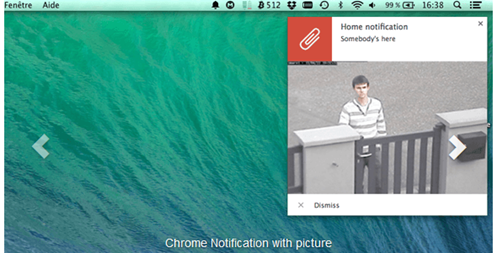 Fenêtre Aide 512 99% 16:38
Home notification
Somebody's here
Dismiss
Chrome Notification with picture